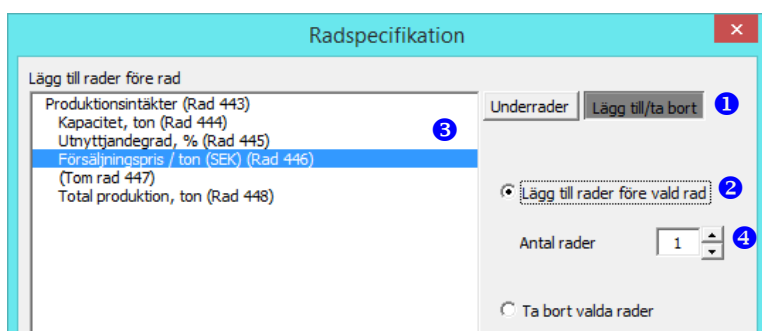 Radspecifikation
Lägg till rader före rad
Produktionsintäkter (Rad 443)
Kapacitet, ton (Rad 444)
Utnyttjandegrad, % (Rad 445)
Försäljningspris / ton (SEK) (Rad 446)
(Tom rad 447)
Total produktion, ton (Rad 448)
3
Underrader Lägg till/ta bort 1
Lägg till rader före vald rad 2
Antal rader 1 4
Ta bort valda rader